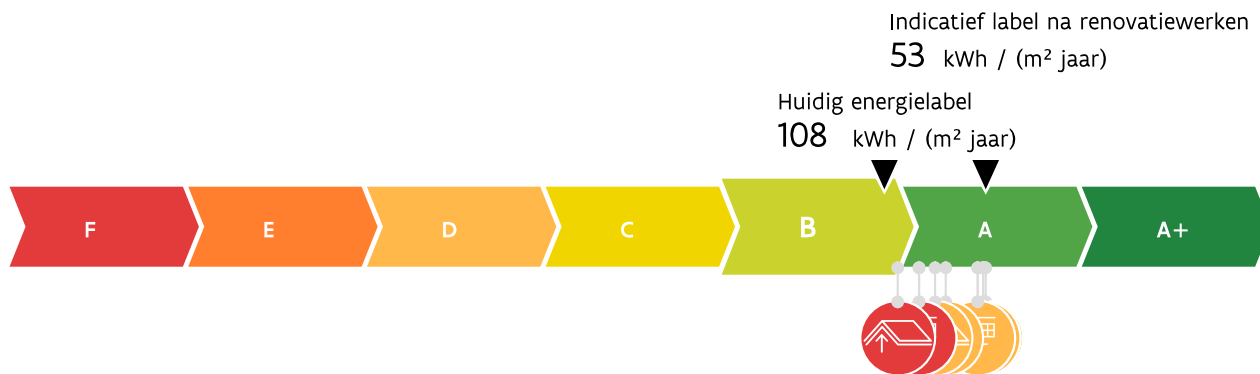 Indicatief label na renovatiewerken
53 kWh / (m² jaar)
Huidig energielabel
108 kWh / (m² jaar)
F E D C B A A+